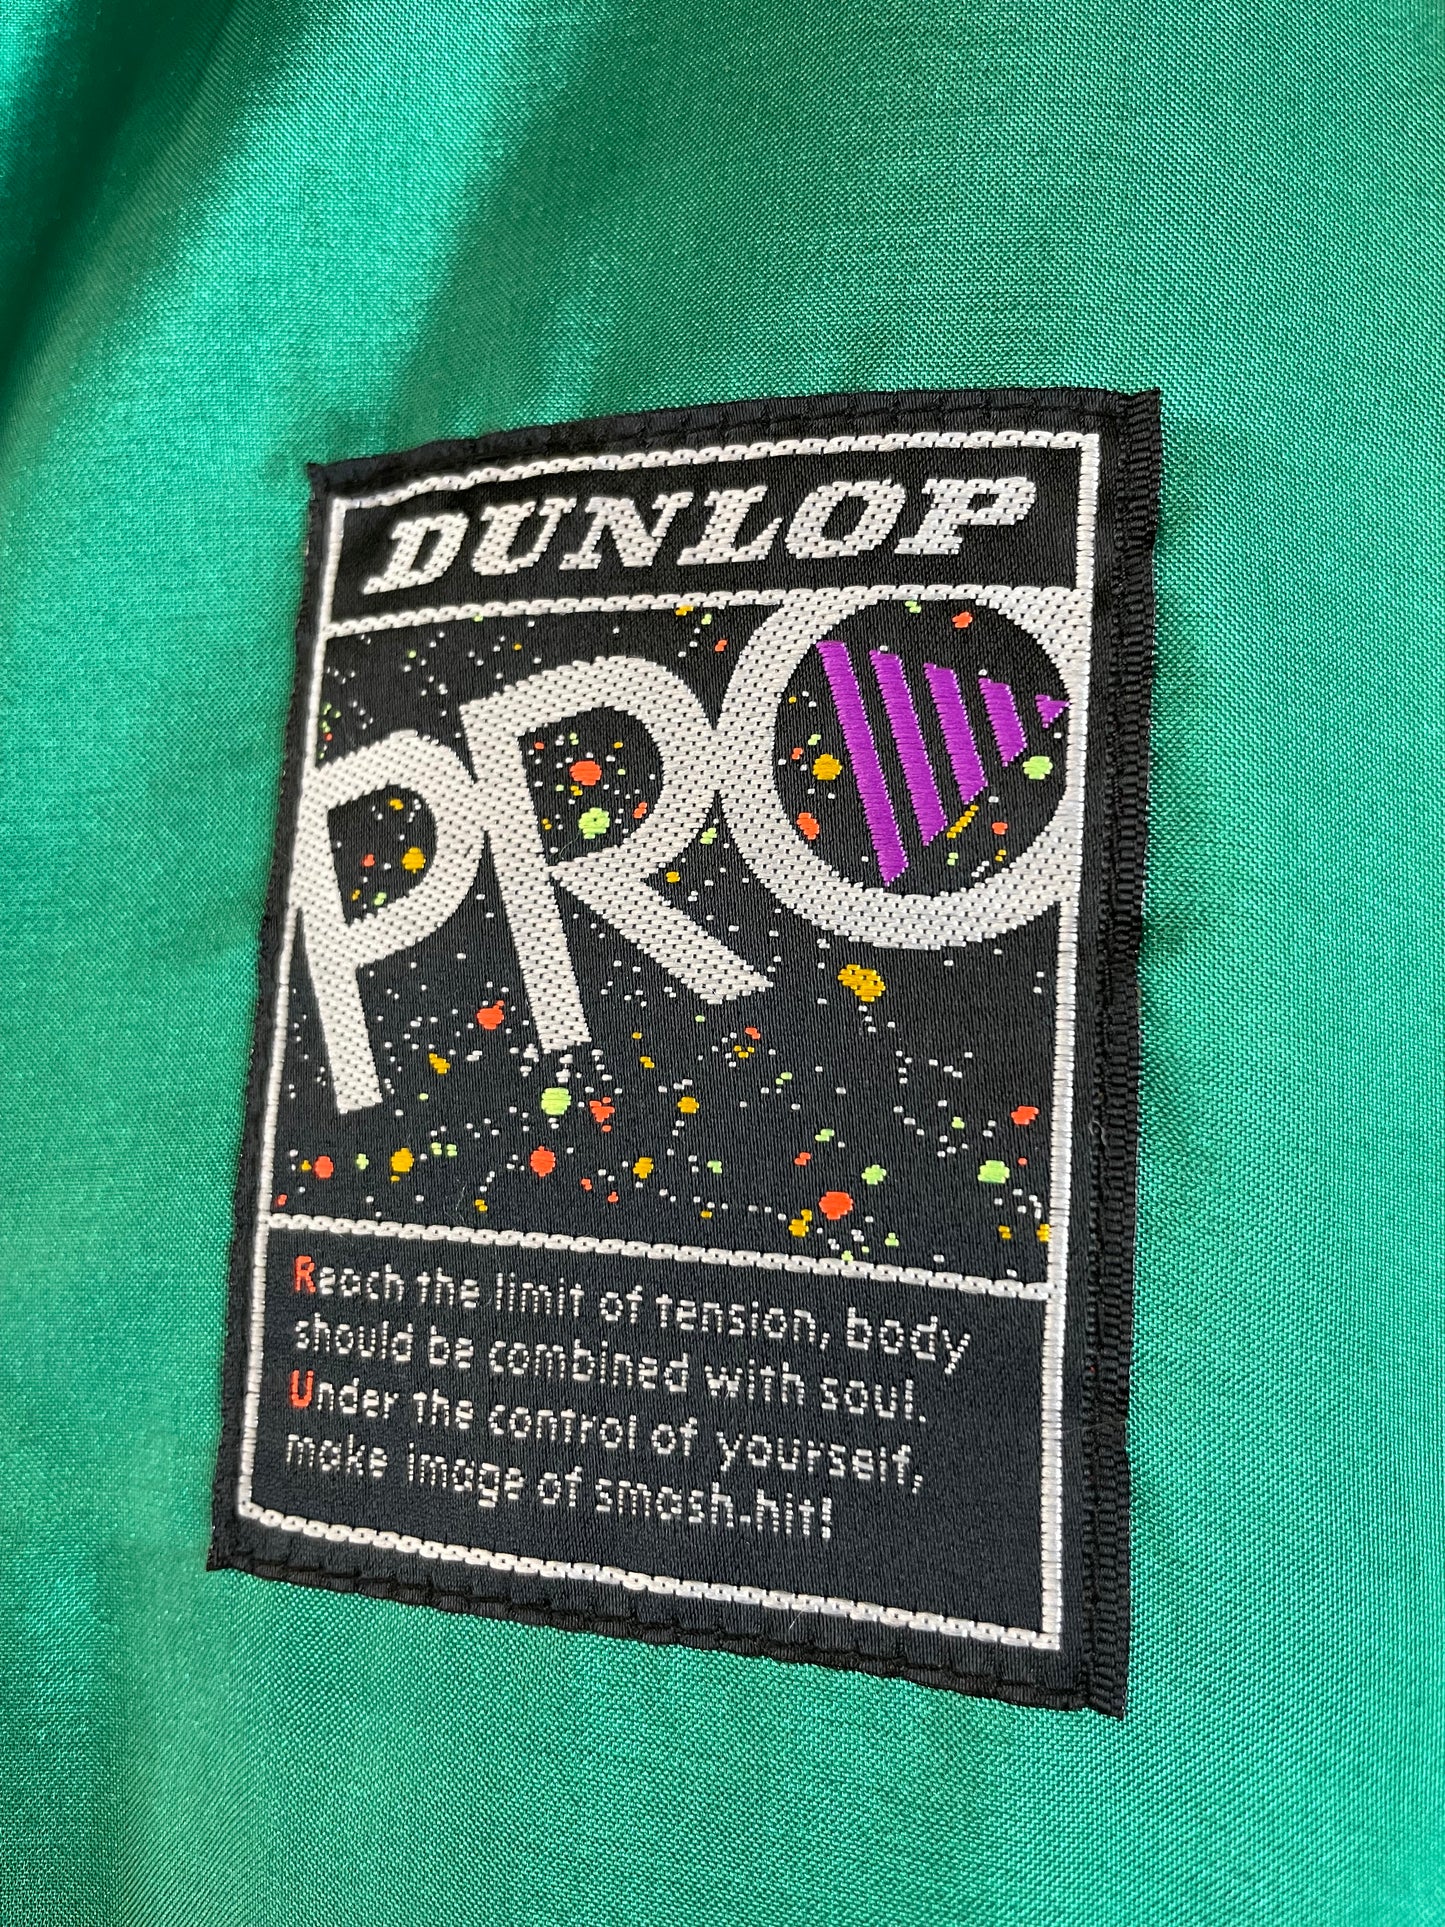 DUNLOP
PRO
Reach the limit of tension, body
should be combined with soul.
Under the control of yourself,
make image of smash-hit!